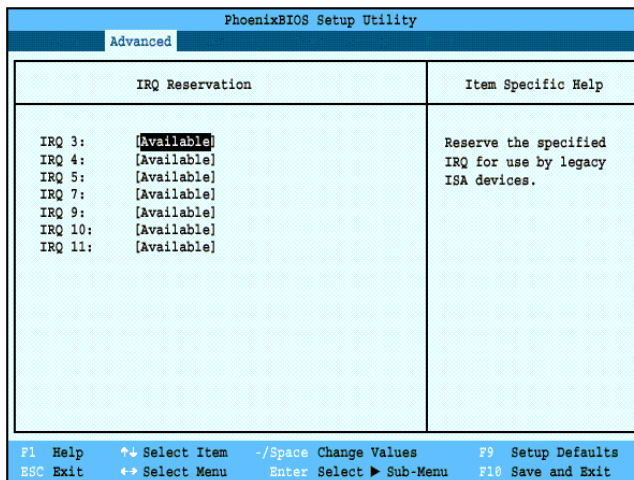 PhoenixBIOS Setup Utility
Advanced
IRQ Reservation
Item Specific Help
IRQ 3: [Available]
IRQ 4: [Available]
IRQ 5: [Available]
IRQ 7: [Available]
IRQ 9: [Available]
IRQ 10: [Available]
IRQ 11: [Available]
Reserve the specified
IRQ for use by legacy
ISA devices.
F1 Help ↑↓ Select Item -/Space Change Values F9 Setup Defaults
ESC Exit ←→ Select Menu Enter Select ▶ Sub-Menu F10 Save and Exit